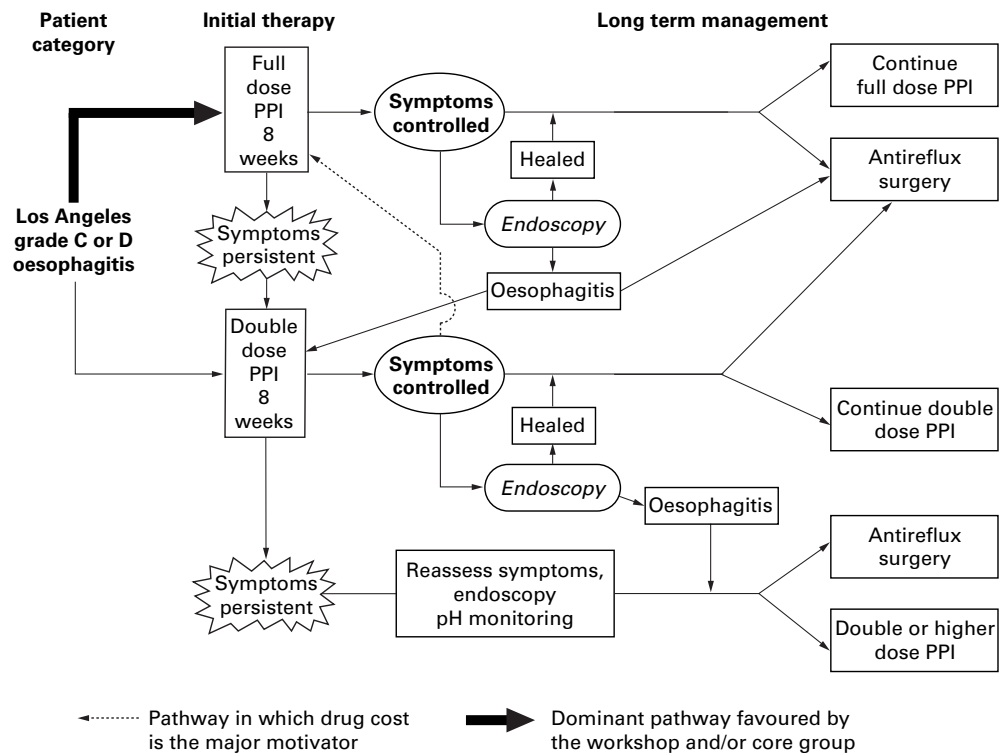 Patient
category
Initial therapy
Long term management
Los Angeles
grade C or D
oesophagitis
Full
dose
PPI
8
weeks
Symptoms
controlled
Healed
Endoscopy
Oesophagitis
Continue
full dose PPI
Antireflux
surgery
Symptoms
persistent
Double
dose
PPI
8
weeks
Symptoms
controlled
Healed
Endoscopy
Oesophagitis
Continue double
dose PPI
Symptoms
persistent
Reassess symptoms,
endoscopy
pH monitoring
Antireflux
surgery
Double or higher
dose PPI
Pathway in which drug cost
is the major motivator
Dominant pathway favoured by
the workshop and/or core group